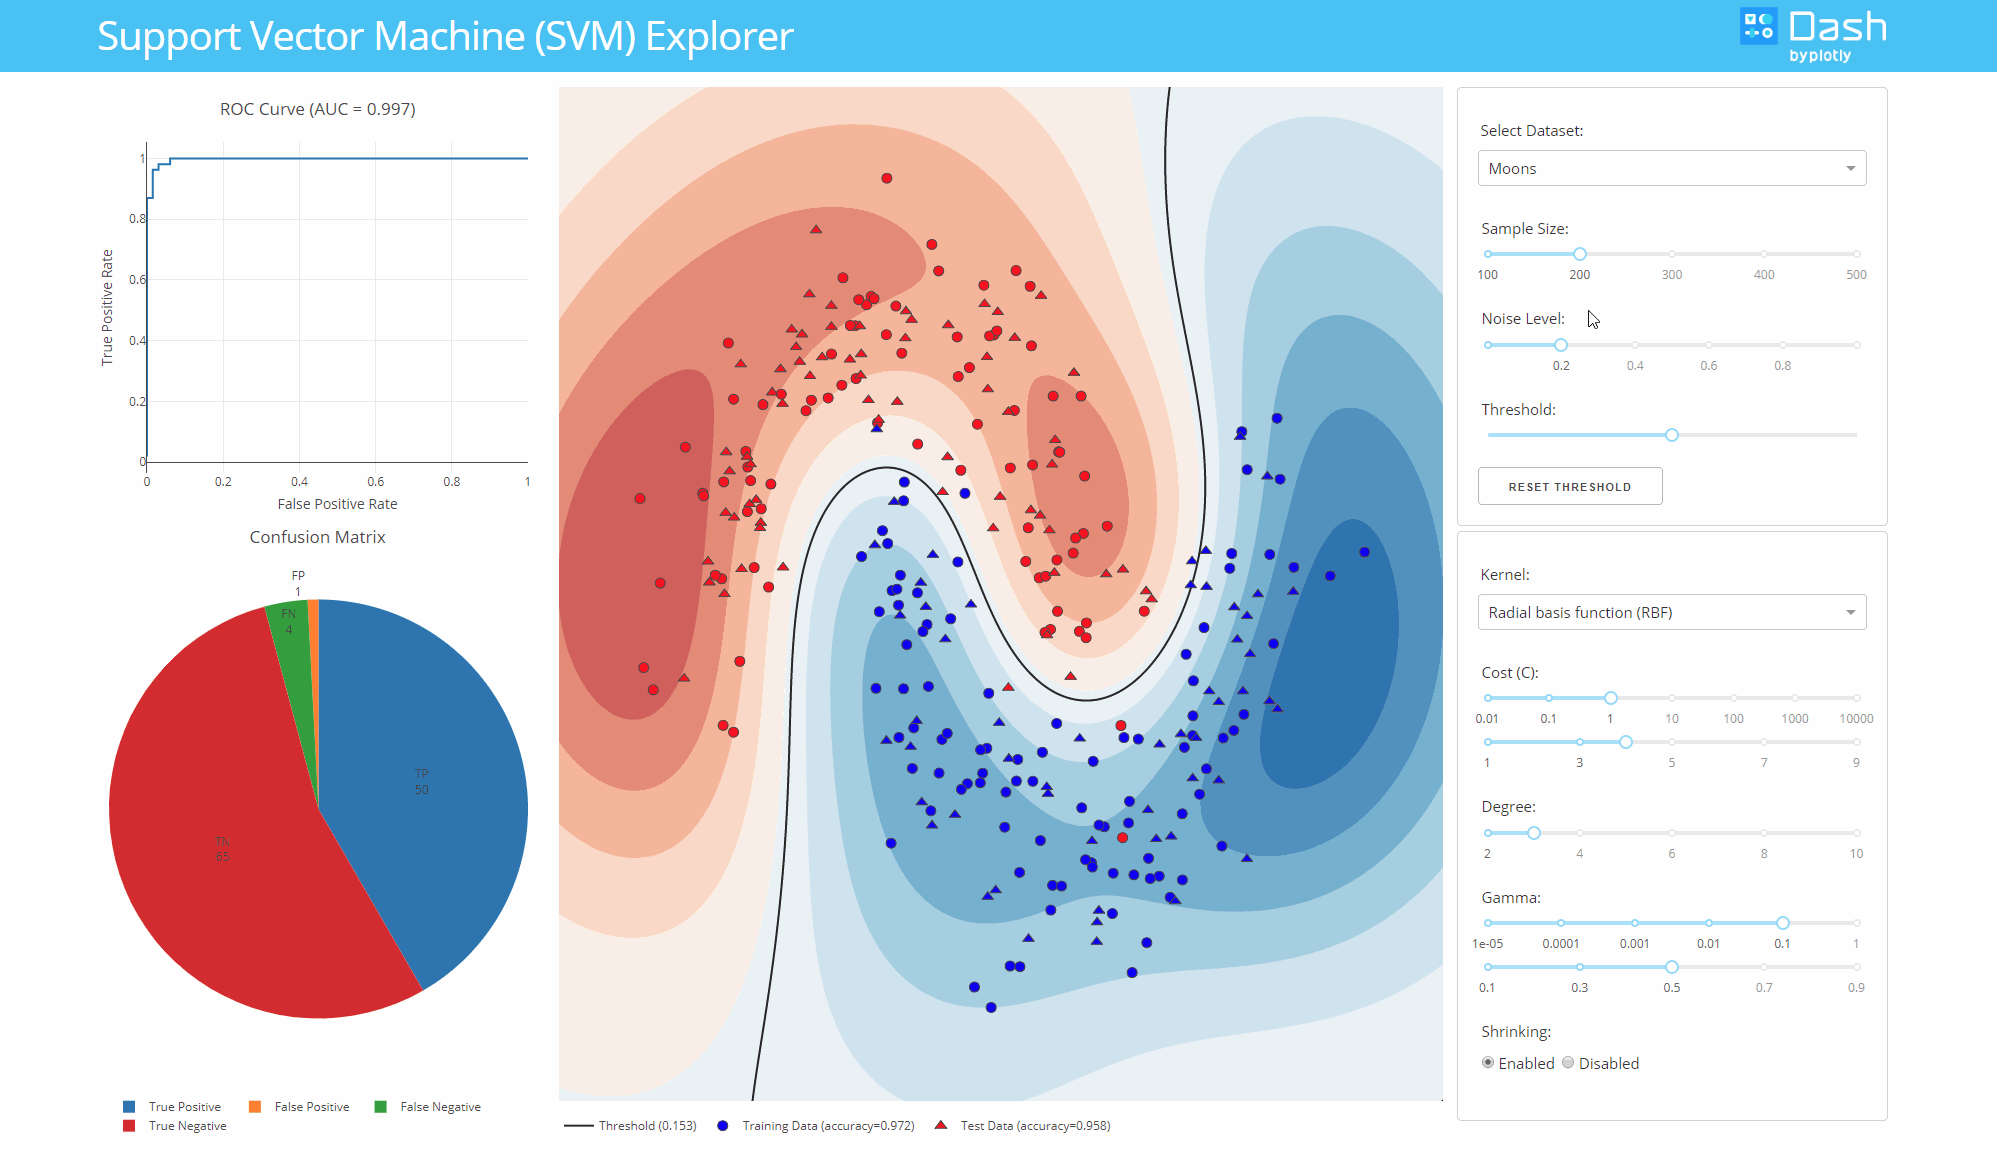 Support Vector Machine (SVM) Explorer
Dash
by plotly
ROC Curve (AUC = 0.997)
True Positive Rate
1
0.8
0.6
0.4
0.2
0
0 0.2 0.4 0.6 0.8 1
False Positive Rate
Confusion Matrix
FP
1
FN
4
TP
50
TN
65
True Positive False Positive False Negative
True Negative
Threshold (0.153) Training Data (accuracy=0.972) Test Data (accuracy=0.958)
Select Dataset:
Moons
Sample Size:
100 200 300 400 500
Noise Level:
0.2 0.4 0.6 0.8
Threshold:
RESET THRESHOLD
Kernel:
Radial basis function (RBF)
Cost (C):
0.01 0.1 1 10 100 1000 10000
1 3 5 7 9
Degree:
2 4 6 8 10
Gamma:
1e-05 0.0001 0.001 0.01 0.1 1
0.1 0.3 0.5 0.7 0.9
Shrinking:
Enabled Disabled